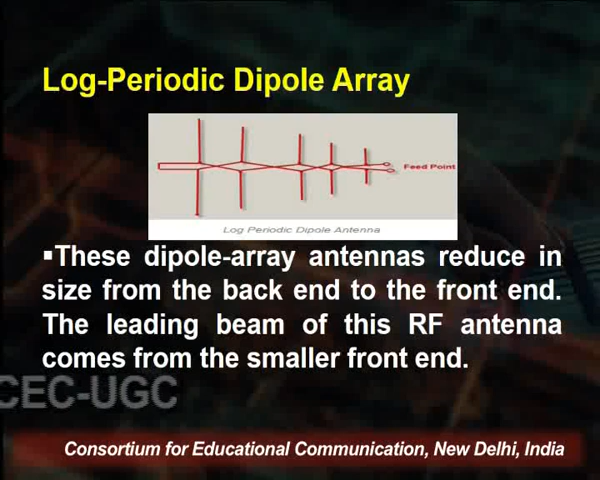 Log-Periodic Dipole Array
Feed Point
Log Periodic Dipole Antenna
▪These dipole-array antennas reduce in
size from the back end to the front end.
The leading beam of this RF antenna
comes from the smaller front end.
CEC-UGC
Consortium for Educational Communication, New Delhi, India